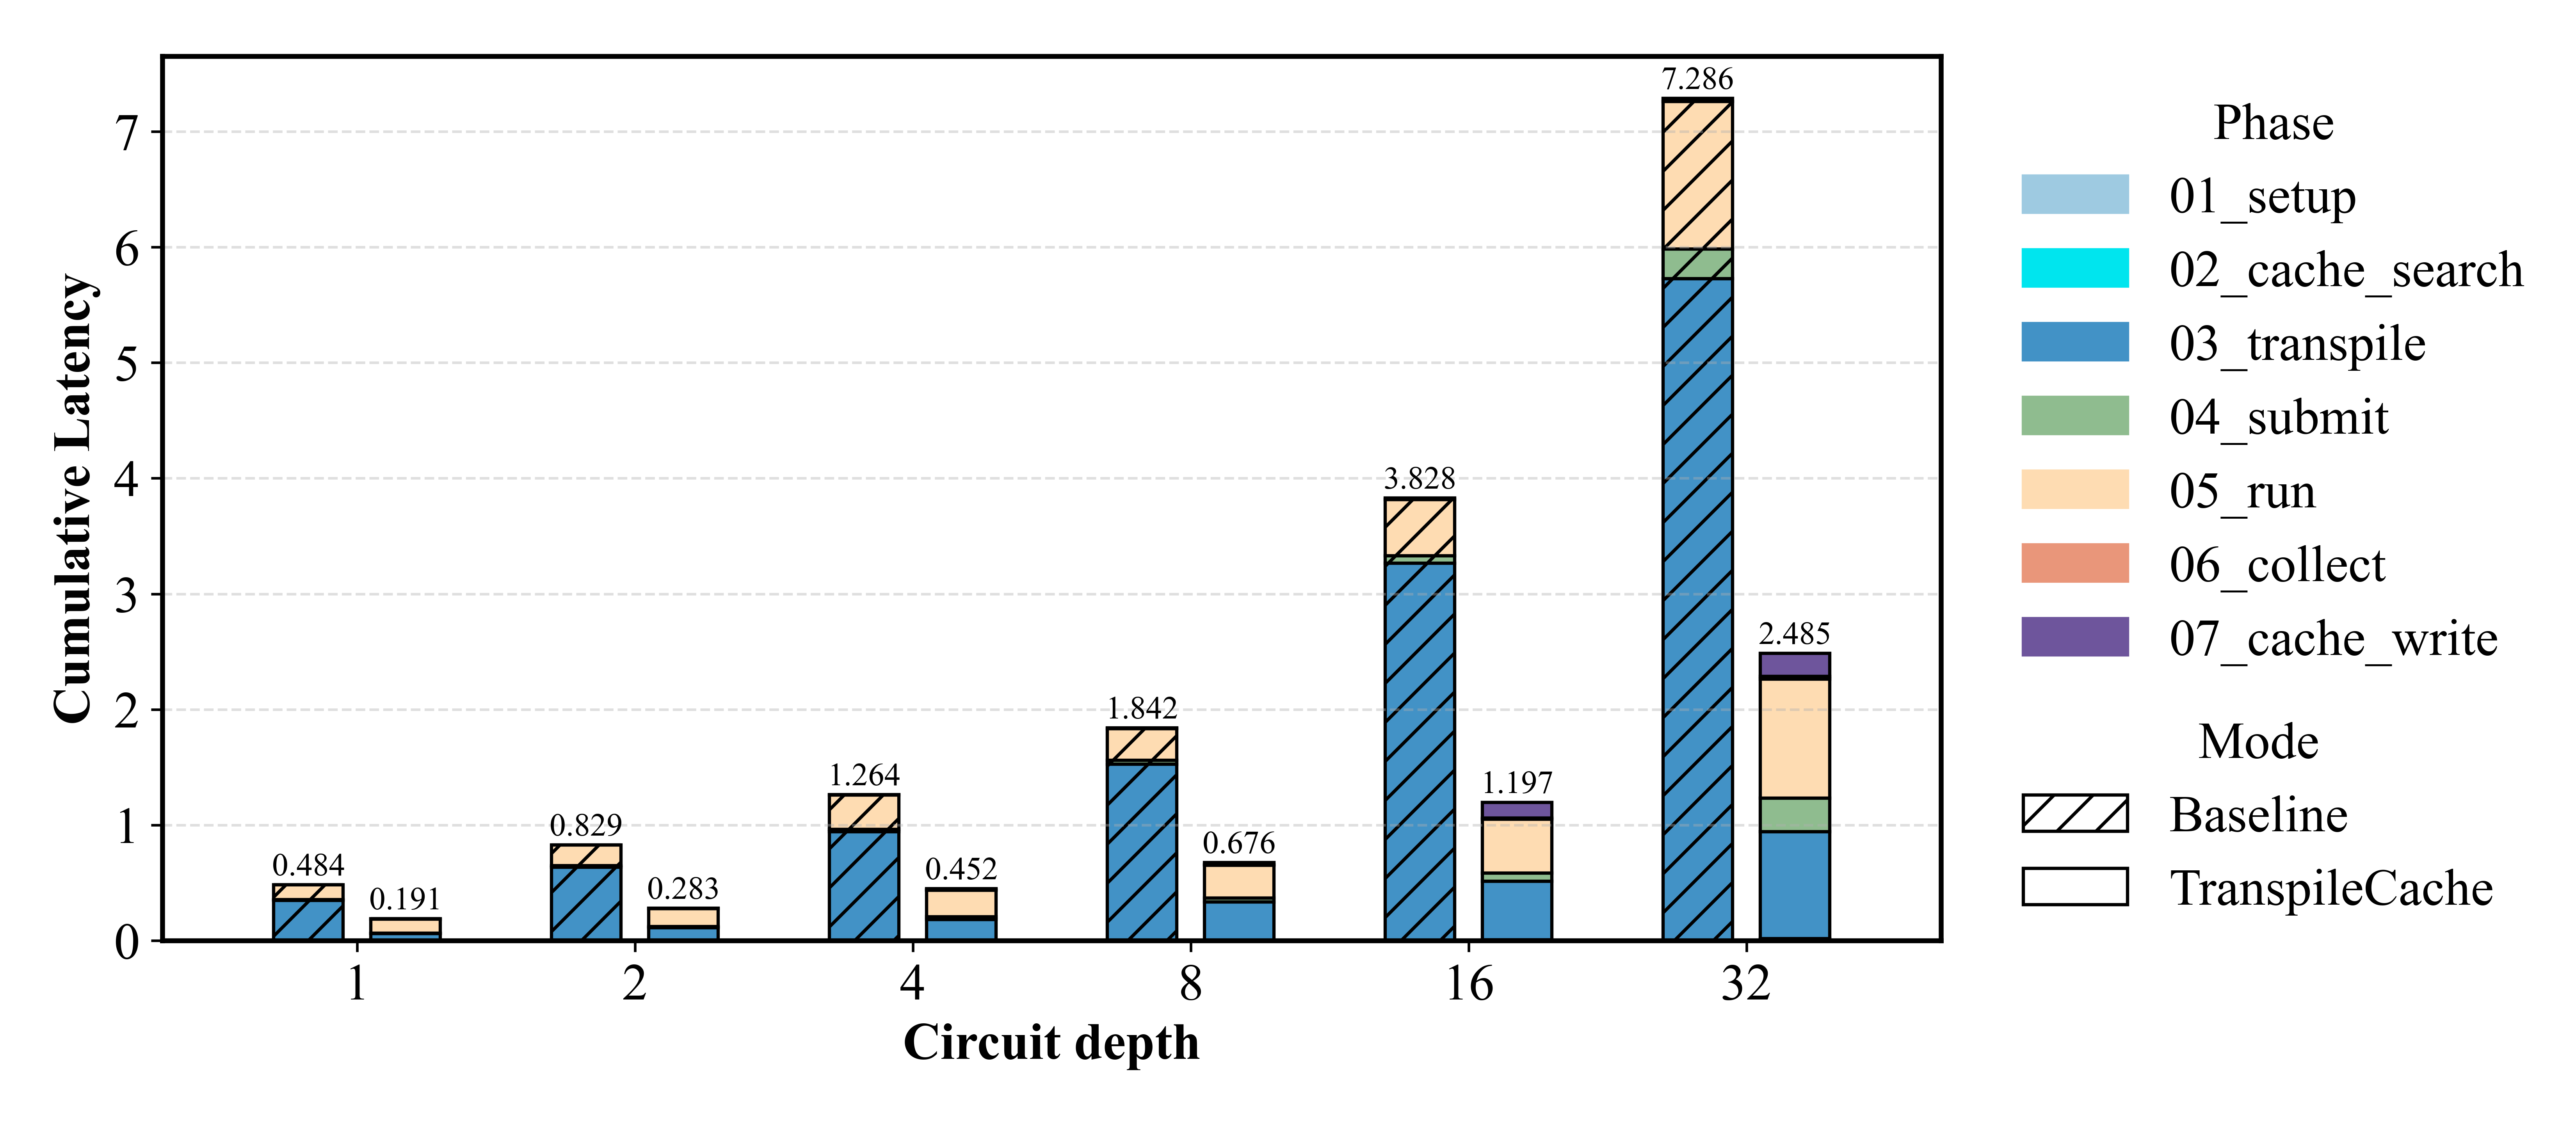 7.286
7
6
5
4
3
2
1
0
Cumulative Latency
3.828
2.485
1.842
1.264
1.197
0.829
0.676
0.484
0.452
0.283
0.191
1
2
4
8
16
32
Circuit depth
Phase
01_setup
02_cache_search
03_transpile
04_submit
05_run
06_collect
07_cache_write
Mode
Baseline
TranspileCache